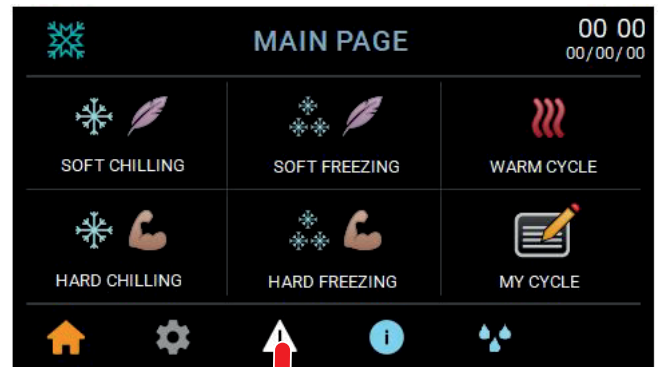 MAIN PAGE
00 00
00/00/00
SOFT CHILLING
SOFT FREEZING
WARM CYCLE
HARD CHILLING
HARD FREEZING
MY CYCLE